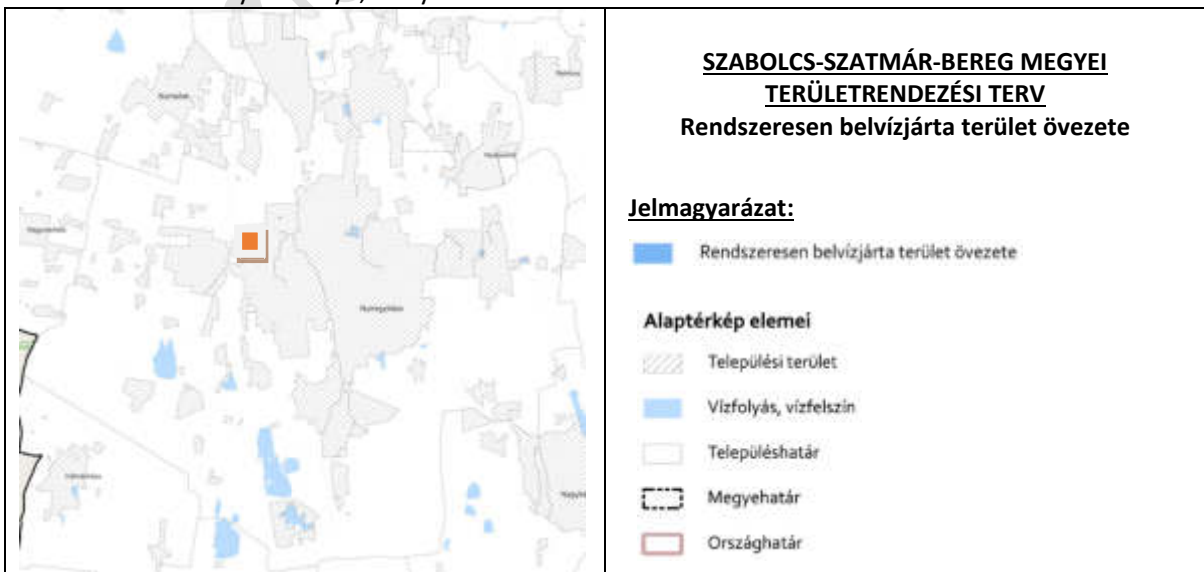 SZABOLCS-SZATMÁR-BEREG MEGYEI
TERÜLETRENDEZÉSI TERV
Rendszeresen belvízjárta terület övezete
Jelmagyarázat:
Rendszeresen belvízjárta terület övezete
Alaptérkép elemei
Települési terület
Vízfolyás, vízfelszín
Településhatár
Megyehatár
Országhatár